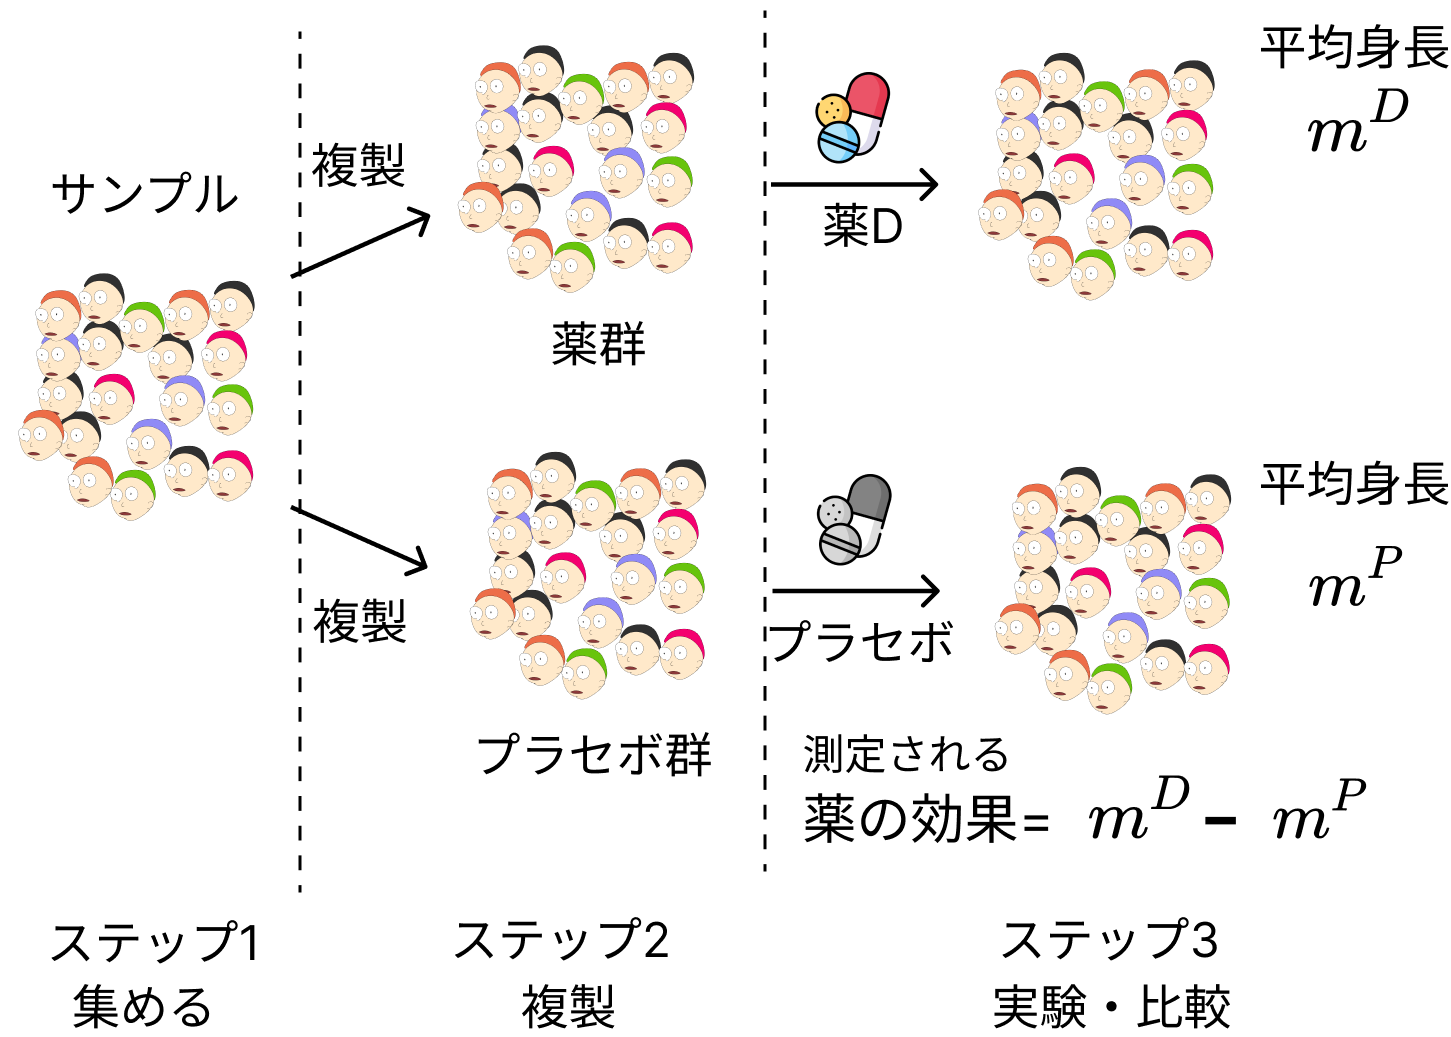 サンプル
複製
複製
薬群
プラセボ群
薬D
プラセボ
平均身長
m^D
平均身長
m^P
測定される
薬の効果= m^D − m^P
ステップ1
集める
ステップ2
複製
ステップ3
実験・比較